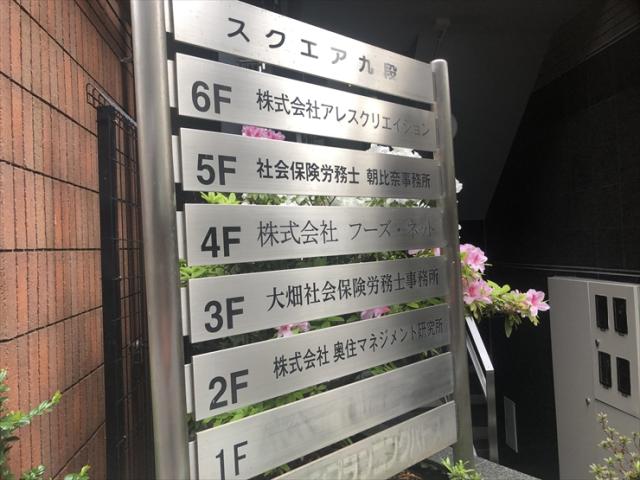 スクエア九段
6F 株式会社アレスクリエイション
5F 社会保険労務士 朝比奈事務所
4F 株式会社 フーズ・ネット
3F 大畑社会保険労務士事務所
2F 株式会社 奥住マネジメント研究所
1F